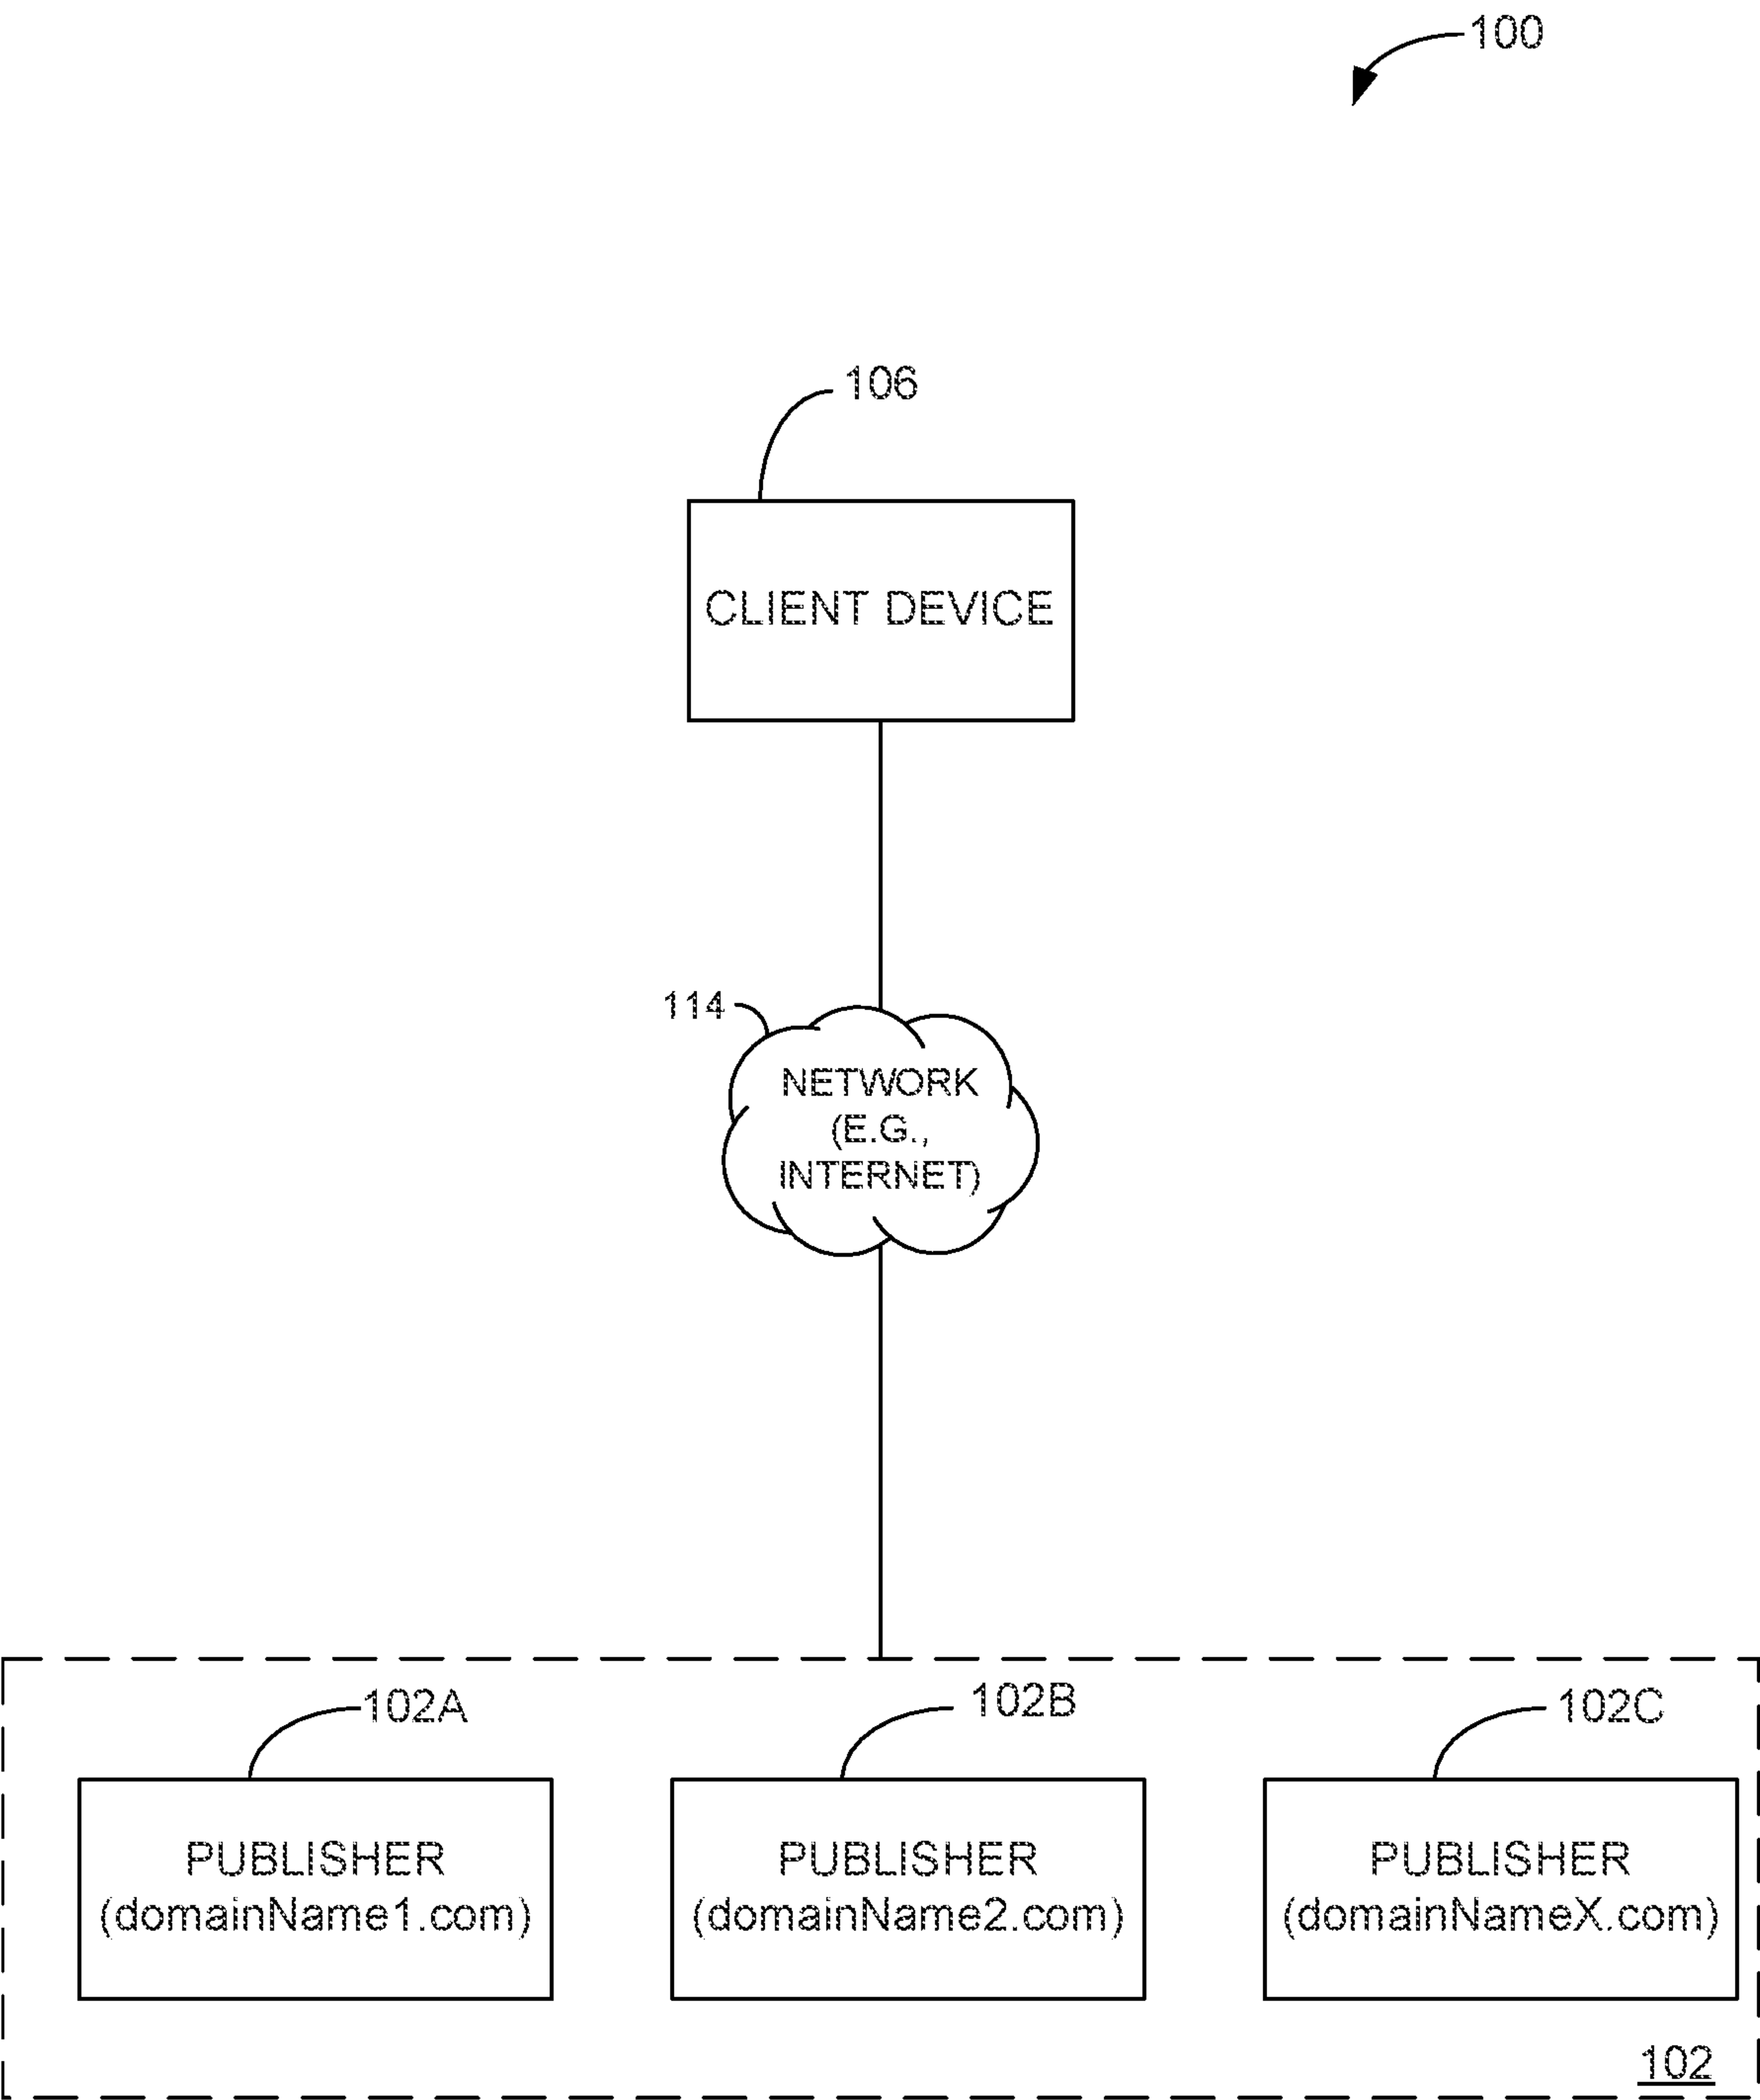 100
106
CLIENT DEVICE
114
NETWORK
(E.G.,
INTERNET)
102A
102B
102C
PUBLISHER
(domainName1.com)
PUBLISHER
(domainName2.com)
PUBLISHER
(domainNameX.com)
102